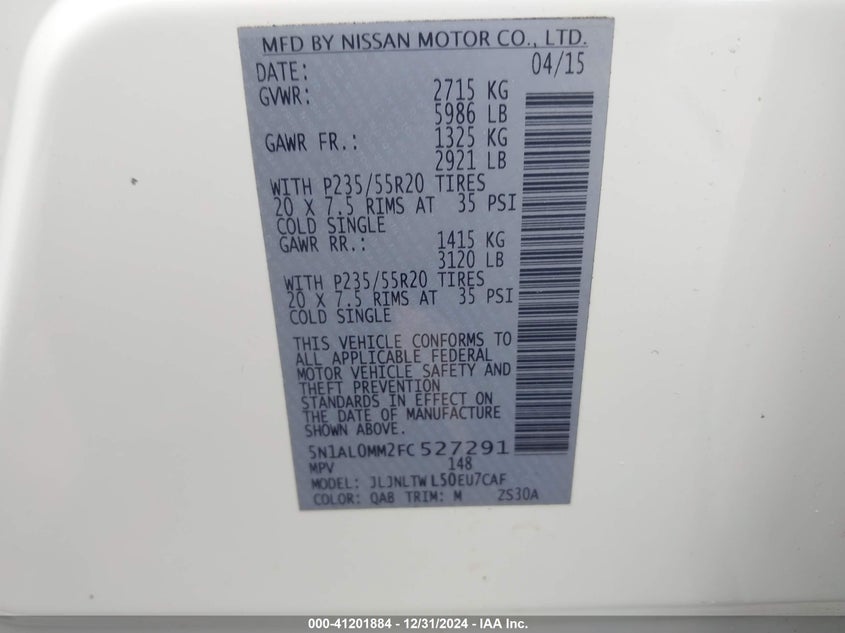 MFD BY NISSAN MOTOR CO., LTD.
DATE: 04/15
GVWR: 2715 KG
5986 LB
GAWR FR.: 1325 KG
2921 LB
WITH P235/55R20 TIRES
20 X 7.5 RIMS AT 35 PSI
COLD SINGLE
GAWR RR.: 1415 KG
3120 LB
WITH P235/55R20 TIRES
20 X 7.5 RIMS AT 35 PSI
COLD SINGLE
THIS VEHICLE CONFORMS TO
ALL APPLICABLE FEDERAL
MOTOR VEHICLE SAFETY AND
THEFT PREVENTION
STANDARDS IN EFFECT ON
THE DATE OF MANUFACTURE
SHOWN ABOVE.
5N1AL0MM2FC527291
MPV 148
MODEL: JLJNLTWL50EU7CAF
COLOR: QAB TRIM: M ZS30A
000-41201884 - 12/31/2024 - IAA Inc.